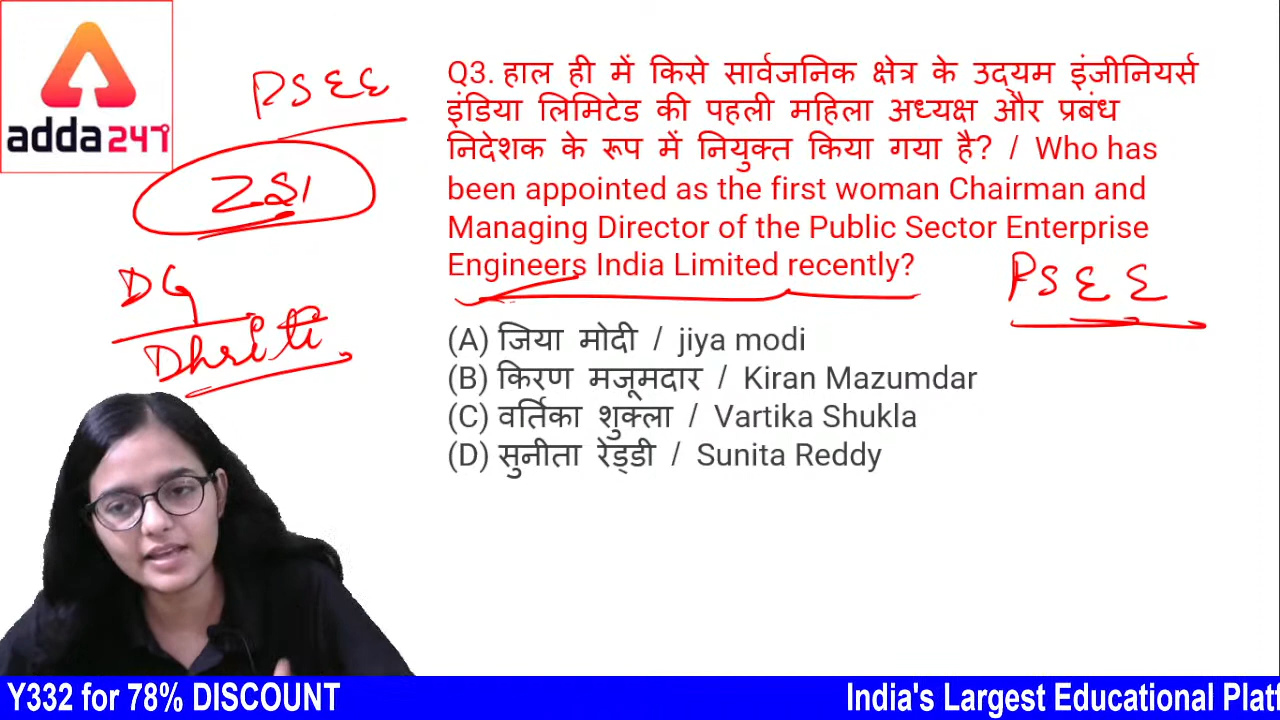 adda247
PSEE
ZSI
DG
Dhriti
Q3. हाल ही में किसे सार्वजनिक क्षेत्र के उद्यम इंजीनियर्स
इंडिया लिमिटेड की पहली महिला अध्यक्ष और प्रबंध
निदेशक के रूप में नियुक्त किया गया है? / Who has
been appointed as the first woman Chairman and
Managing Director of the Public Sector Enterprise
Engineers India Limited recently?
PSEE
(A) जिया मोदी / jiya modi
(B) किरण मजूमदार / Kiran Mazumdar
(C) वर्तिका शुक्ला / Vartika Shukla
(D) सुनीता रेड्डी / Sunita Reddy
Y332 for 78% DISCOUNT
India's Largest Educational Platf